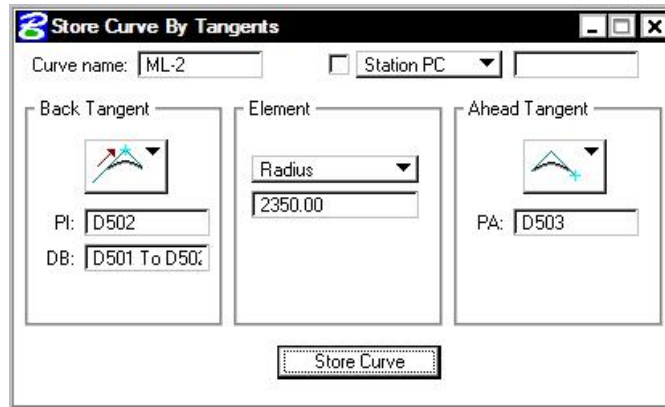 Store Curve By Tangents
Curve name: ML-2 Station PC
Back Tangent Element Ahead Tangent
Radius
2350.00
PI: D502 PA: D503
DB: D501 To D502
Store Curve